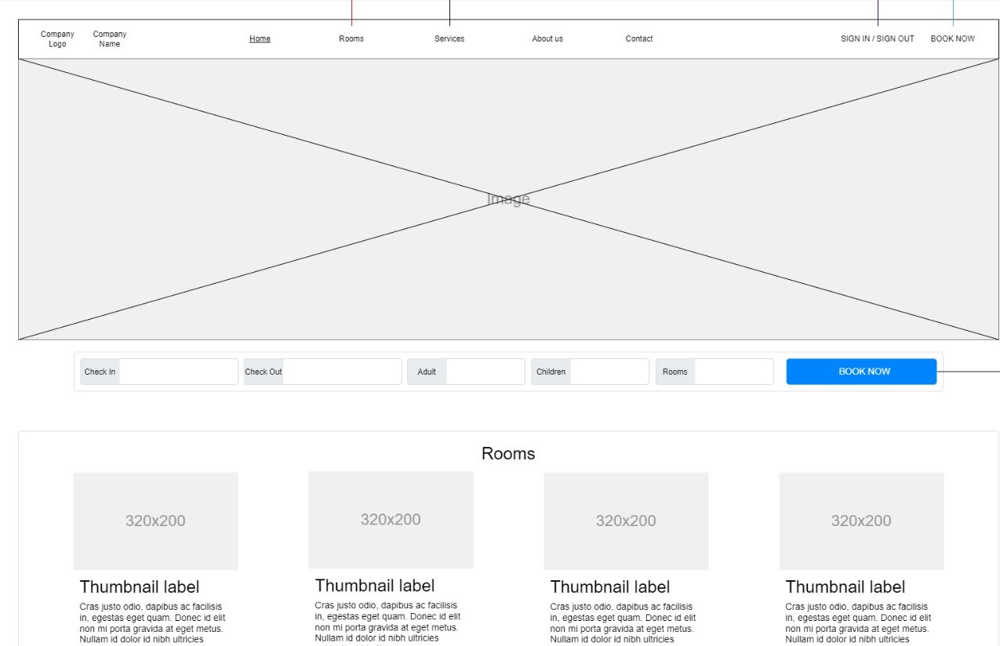 Company
Logo
Company
Name
Home
Rooms
Services
About us
Contact
SIGN IN / SIGN OUT
BOOK NOW
Image
Check In
Check Out
Adult
Children
Rooms
BOOK NOW
Rooms
320x200
320x200
320x200
320x200
Thumbnail label
Cras justo odio, dapibus ac facilisis
in, egestas eget quam. Donec id elit
non mi porta gravida at eget metus.
Nullam id dolor id nibh ultricies
Thumbnail label
Cras justo odio, dapibus ac facilisis
in, egestas eget quam. Donec id elit
non mi porta gravida at eget metus.
Nullam id dolor id nibh ultricies
Thumbnail label
Cras justo odio, dapibus ac facilisis
in, egestas eget quam. Donec id elit
non mi porta gravida at eget metus.
Nullam id dolor id nibh ultricies
Thumbnail label
Cras justo odio, dapibus ac facilisis
in, egestas eget quam. Donec id elit
non mi porta gravida at eget metus.
Nullam id dolor id nibh ultricies